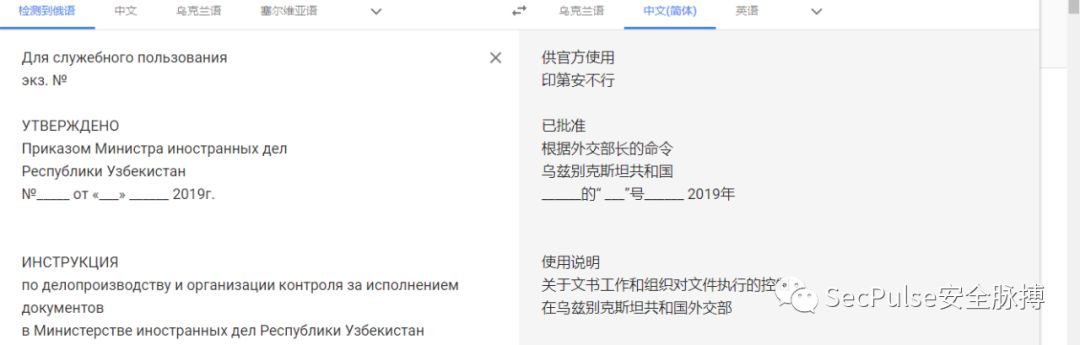 检测到俄语 中文 乌克兰语 塞尔维亚语 乌克兰语 中文(简体) 英语
Для служебного пользования
экз. №
УТВЕРЖДЕНО
Приказом Министра иностранных дел
Республики Узбекистан
№_____ от «___» ______ 2019г.
ИНСТРУКЦИЯ
по делопроизводству и организации контроля за исполнением
документов
в Министерстве иностранных дел Республики Узбекистан
供官方使用
印第安不行
已批准
根据外交部长的命令
乌兹别克斯坦共和国
______的“ ___”号______ 2019年
使用说明
关于文书工作和组织对文件执行的控
在乌兹别克斯坦共和国外交部
SecPulse安全脉搏